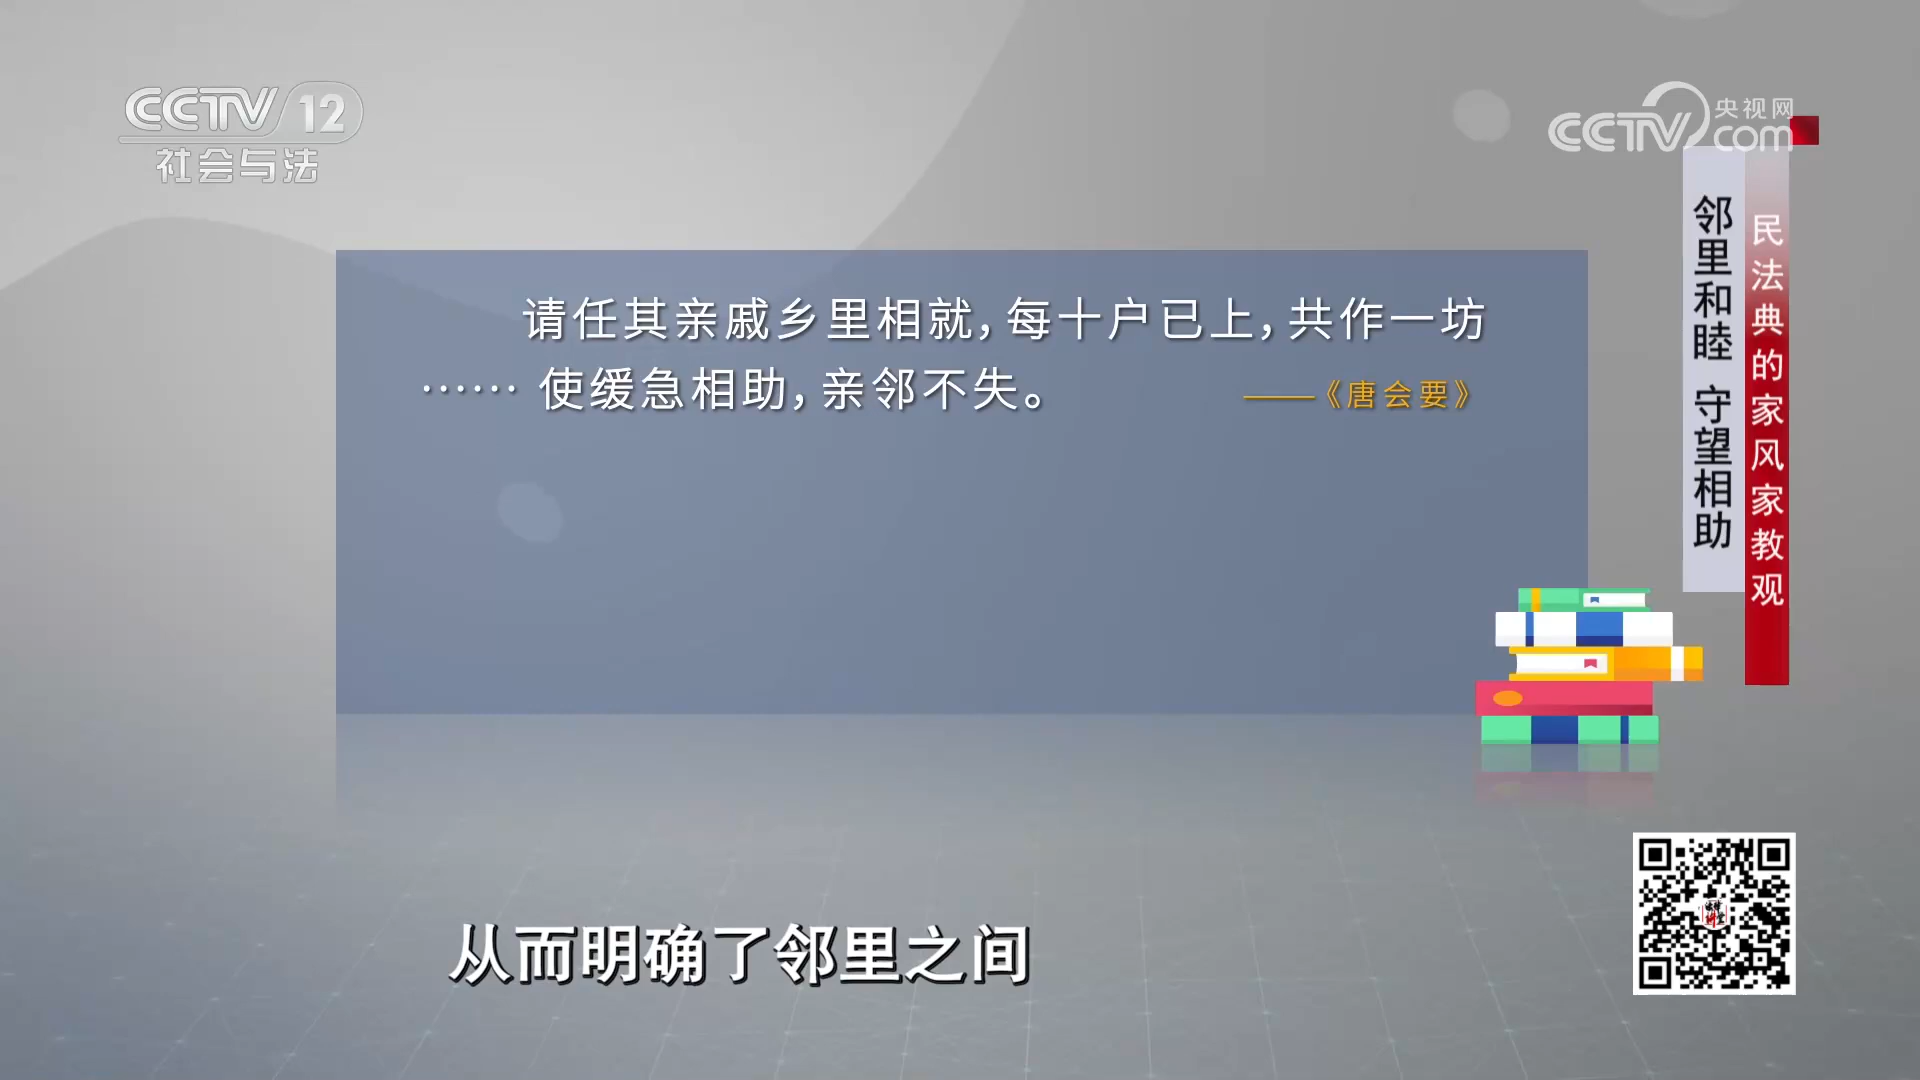 CCTV 12
社会与法
央视网
CCTV com
请任其亲戚乡里相就，每十户已上，共作一坊
…… 使缓急相助，亲邻不失。
——《唐会要》
民法典的家风家教观
邻里和睦 守望相助
从而明确了邻里之间